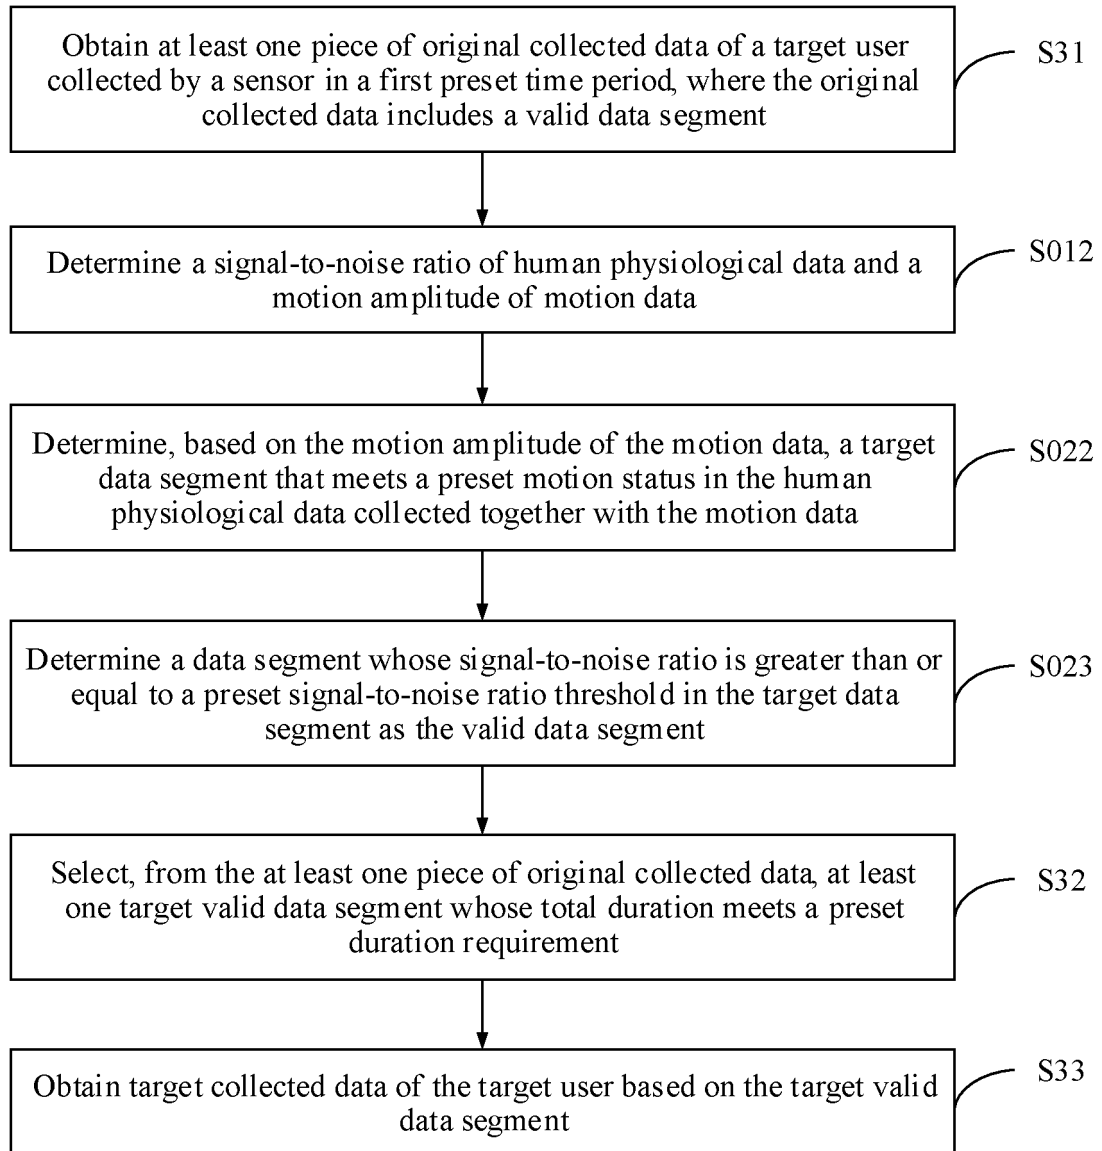 Obtain at least one piece of original collected data of a target user
collected by a sensor in a first preset time period, where the original
collected data includes a valid data segment
S31
Determine a signal-to-noise ratio of human physiological data and a
motion amplitude of motion data
S012
Determine, based on the motion amplitude of the motion data, a target
data segment that meets a preset motion status in the human
physiological data collected together with the motion data
S022
Determine a data segment whose signal-to-noise ratio is greater than or
equal to a preset signal-to-noise ratio threshold in the target data
segment as the valid data segment
S023
Select, from the at least one piece of original collected data, at least
one target valid data segment whose total duration meets a preset
duration requirement
S32
Obtain target collected data of the target user based on the target valid
data segment
S33